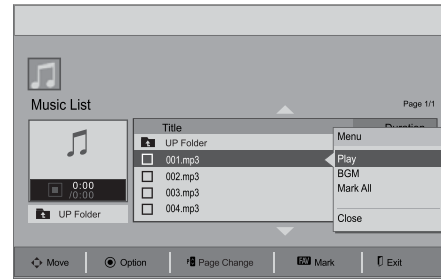 Music List
Page 1/1
Title Duration
UP Folder
001.mp3
002.mp3
003.mp3
004.mp3
Menu
Play
BGM
Mark All
Close
0:00
/0:00
UP Folder
Move Option Page Change FAV Mark Exit